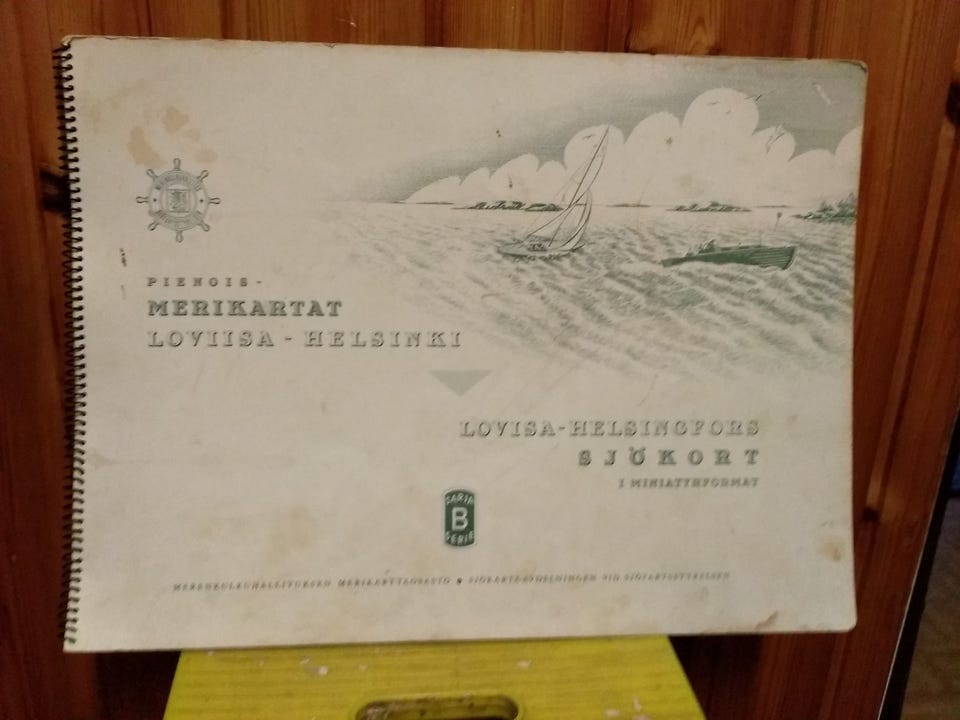 PIENOIS-
MERIKARTAT
LOVIISA - HELSINKI
LOVISA-HELSINGFORS
SJÖKORT
I MINIATYRFORMAT
SARJA
B
SERIE
MERENKULKUHALLITUKSEN MERIKARTTAOSASTO SJÖKARTEAVDELNINGEN VID SJÖFARTSSTYRELSEN